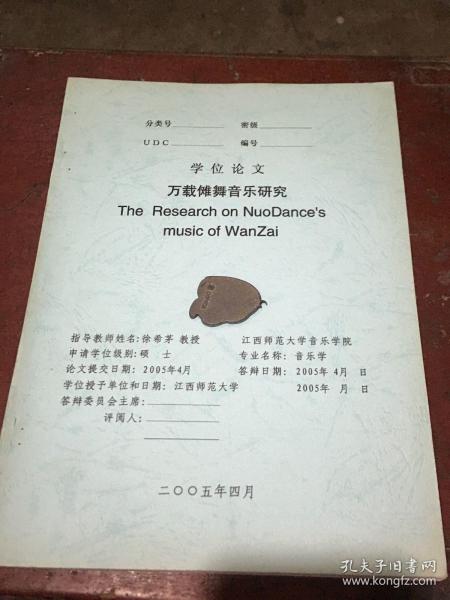 分类号 密级
UDC 编号
学位论文
万载傩舞音乐研究
The Research on NuoDance's
music of WanZai
指导教师姓名:徐希茅 教授 江西师范大学音乐学院
申请学位级别:硕 士 专业名称: 音乐学
论文提交日期: 2005年4月 答辩日期: 2005年 4月 日
学位授予单位和日期: 江西师范大学 2005年 月 日
答辩委员会主席:
评阅人:
二〇〇五年四月
孔夫子旧书网
www.kongfz.com